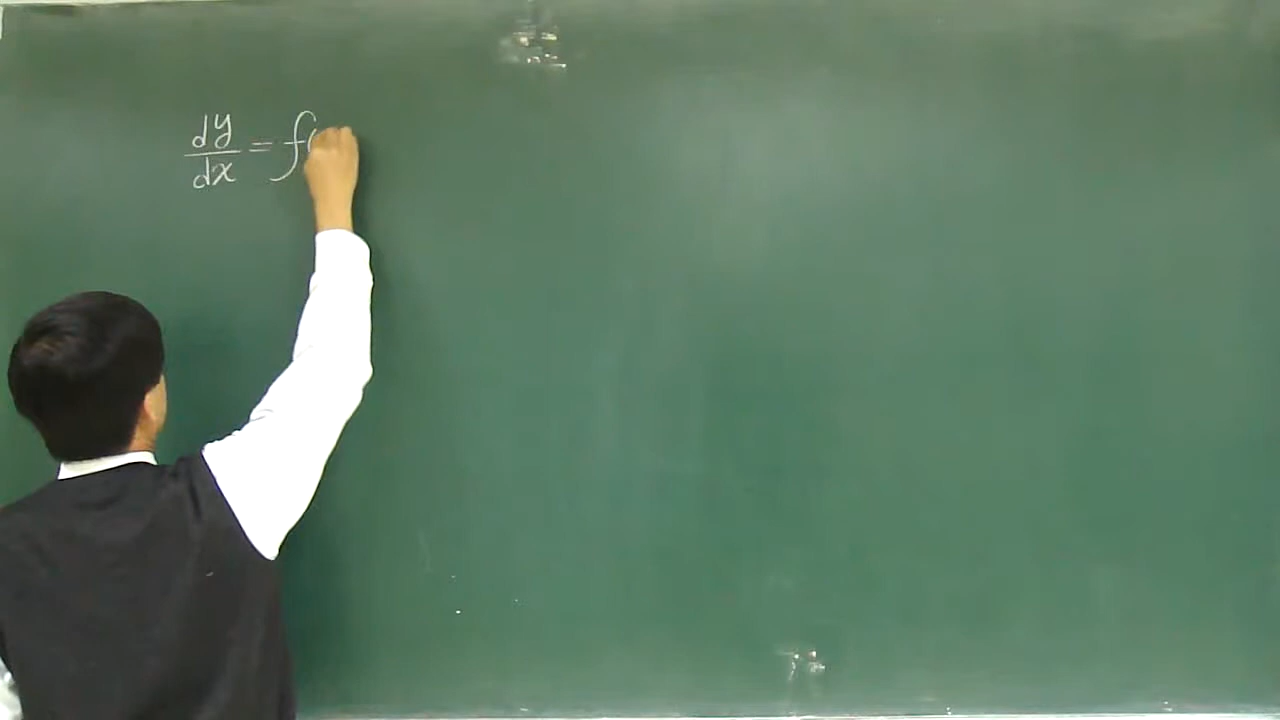 dy/dx = f(